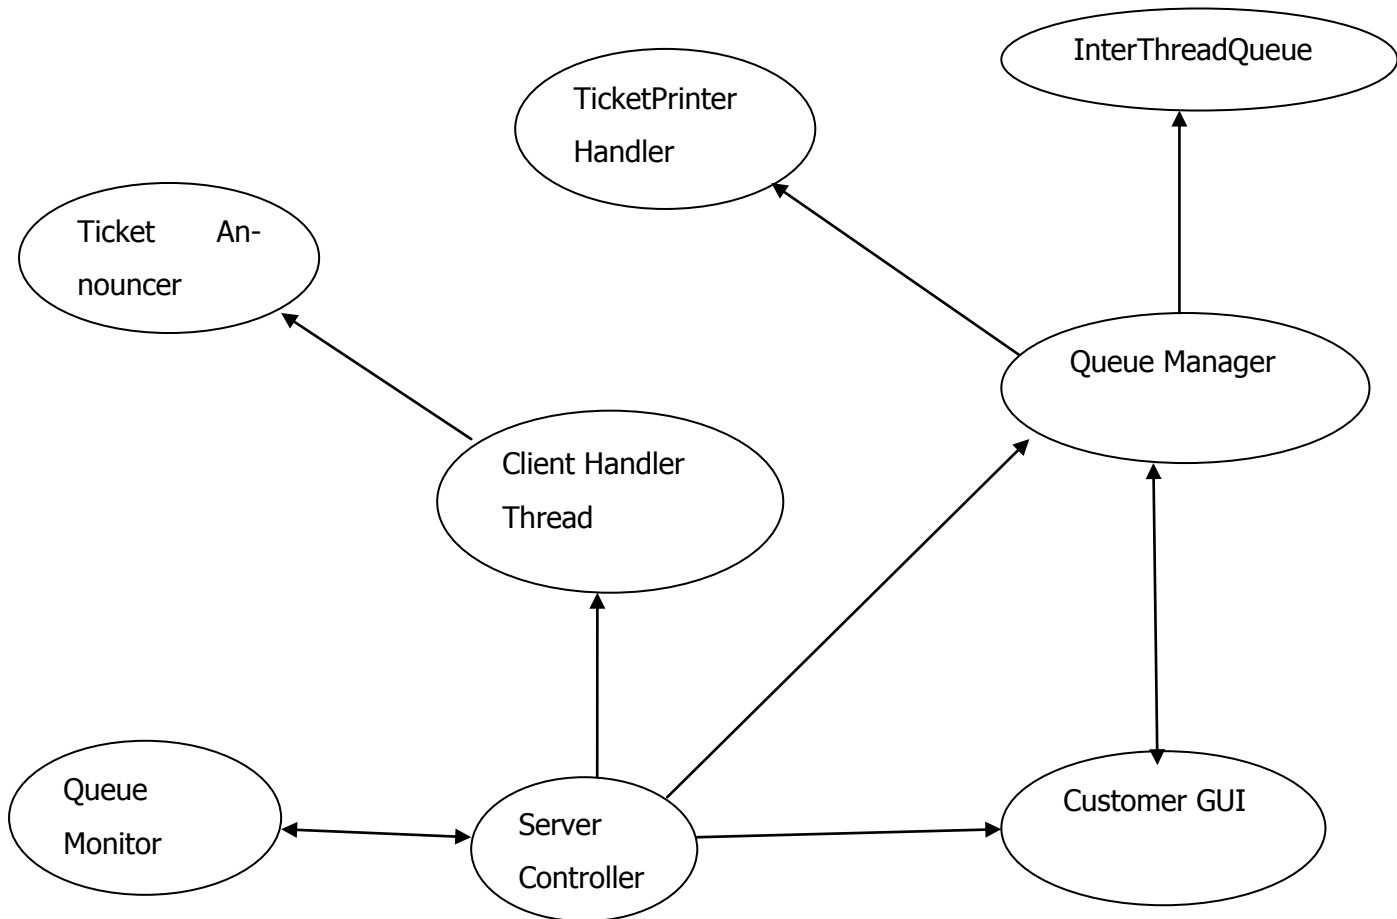 InterThreadQueue
TicketPrinter
Handler
Ticket An-
nouncer
Queue Manager
Client Handler
Thread
Queue
Monitor
Server
Controller
Customer GUI